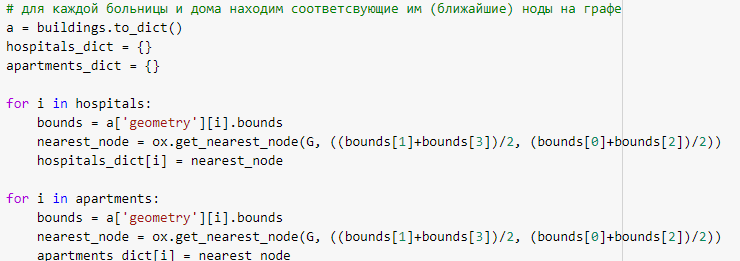 # для каждой больницы и дома находим соответсвующие им (ближайшие) ноды на графе
a = buildings.to_dict()
hospitals_dict = {}
apartments_dict = {}
for i in hospitals:
bounds = a['geometry'][i].bounds
nearest_node = ox.get_nearest_node(G, ((bounds[1]+bounds[3])/2, (bounds[0]+bounds[2])/2))
hospitals_dict[i] = nearest_node
for i in apartments:
bounds = a['geometry'][i].bounds
nearest_node = ox.get_nearest_node(G, ((bounds[1]+bounds[3])/2, (bounds[0]+bounds[2])/2))
apartments_dict[i] = nearest_node